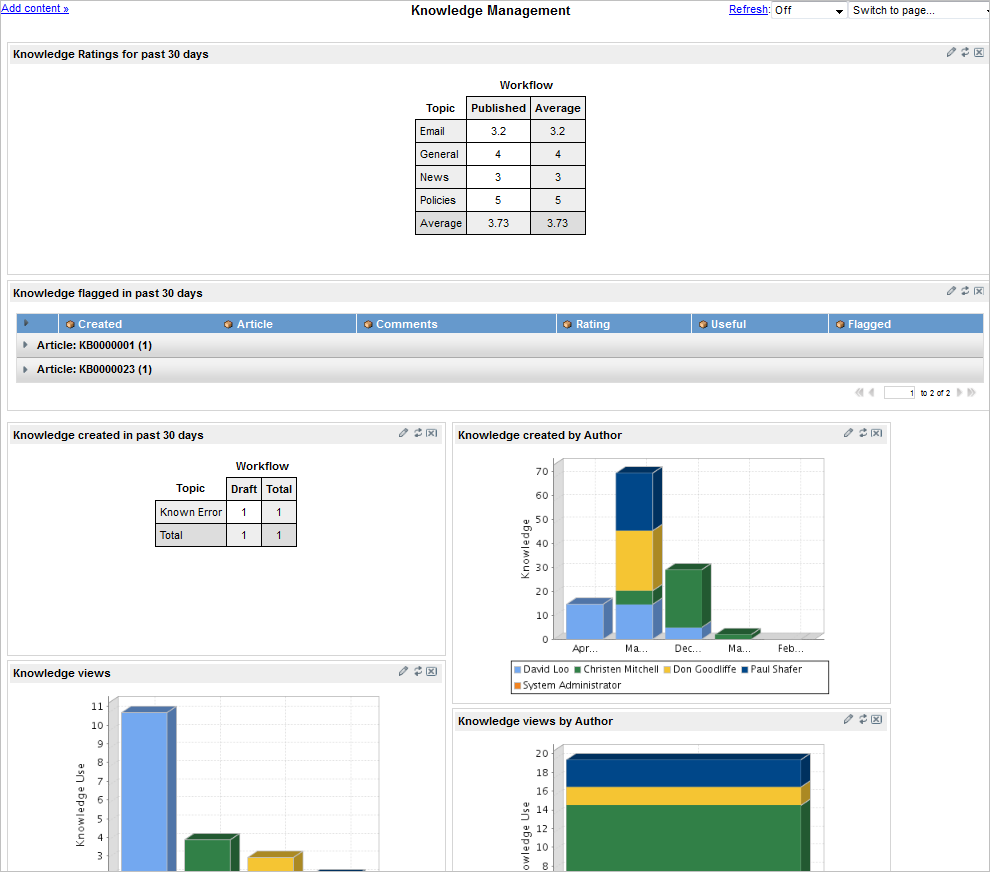 Add content »
Knowledge Management
Refresh: Off
Switch to page...
Knowledge Ratings for past 30 days
Workflow
Topic Published Average
Email 3.2 3.2
General 4 4
News 3 3
Policies 5 5
Average 3.73 3.73
Knowledge flagged in past 30 days
Created Article Comments Rating Useful Flagged
Article: KB0000001 (1)
Article: KB0000023 (1)
1 to 2 of 2
Knowledge created in past 30 days
Workflow
Topic Draft Total
Known Error 1 1
Total 1 1
Knowledge created by Author
70
60
50
40
30
20
10
0
Knowledge
Apr... Ma... Dec... Ma... Feb...
David Loo Christen Mitchell Don Goodliffe Paul Shafer
System Administrator
Knowledge views
11
10
9
8
7
6
5
4
3
Knowledge Use
Knowledge views by Author
20
18
16
14
12
10
8
owledge Use